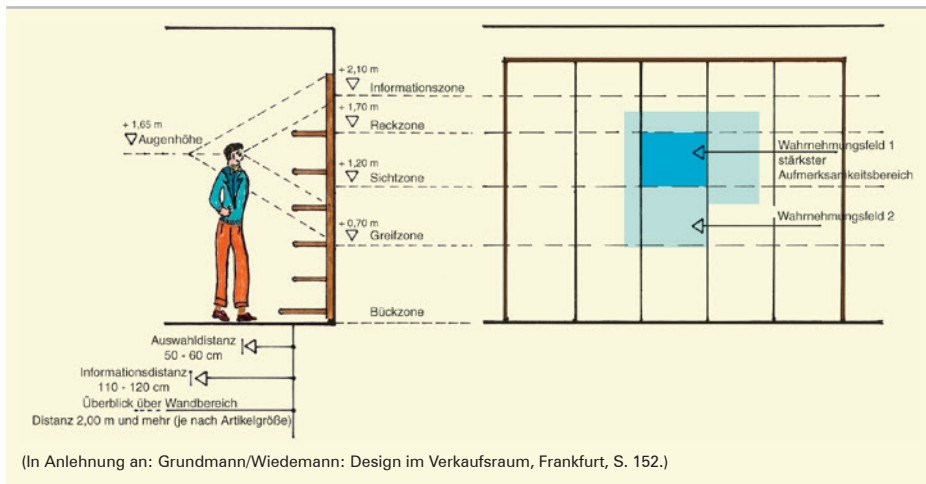 + 2,10 m
Informationszone
+ 1,70 m
Reckzone
+ 1,65 m
Augenhöhe
+ 1,20 m
Sichtzone
+ 0,70 m
Greifzone
Bückzone
Auswahldistanz
50 - 60 cm
Informationsdistanz
110 - 120 cm
Überblick über Wandbereich
Distanz 2,00 m und mehr (je nach Artikelgröße)
Wahrnehmungsfeld 1
stärkster
Aufmerksamkeitsbereich
Wahrnehmungsfeld 2
(In Anlehnung an: Grundmann/Wiedemann: Design im Verkaufsraum, Frankfurt, S. 152.)